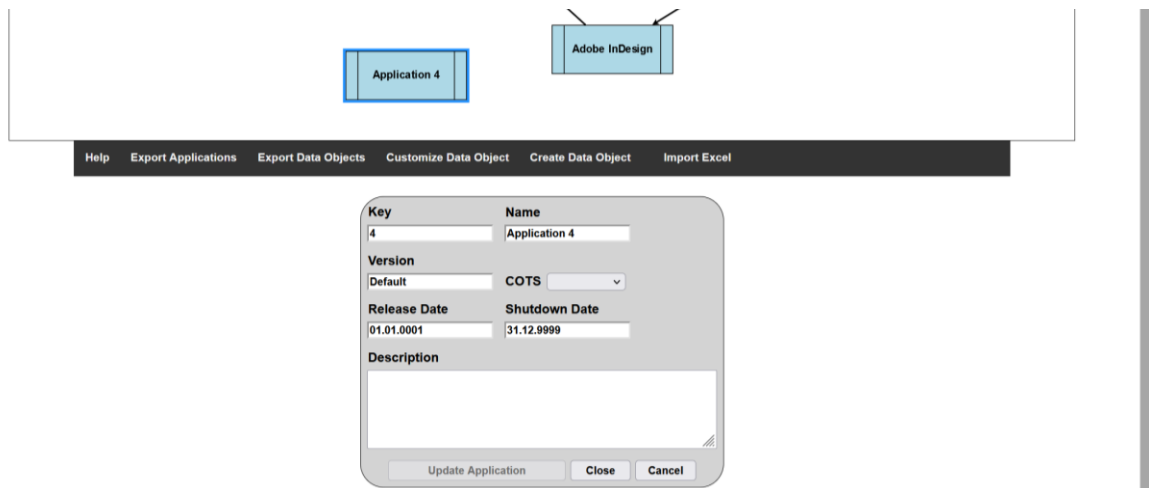 Adobe InDesign
Application 4
Help Export Applications Export Data Objects Customize Data Object Create Data Object Import Excel
Key Name
4 Application 4
Version
Default COTS
Release Date Shutdown Date
01.01.0001 31.12.9999
Description
Update Application Close Cancel